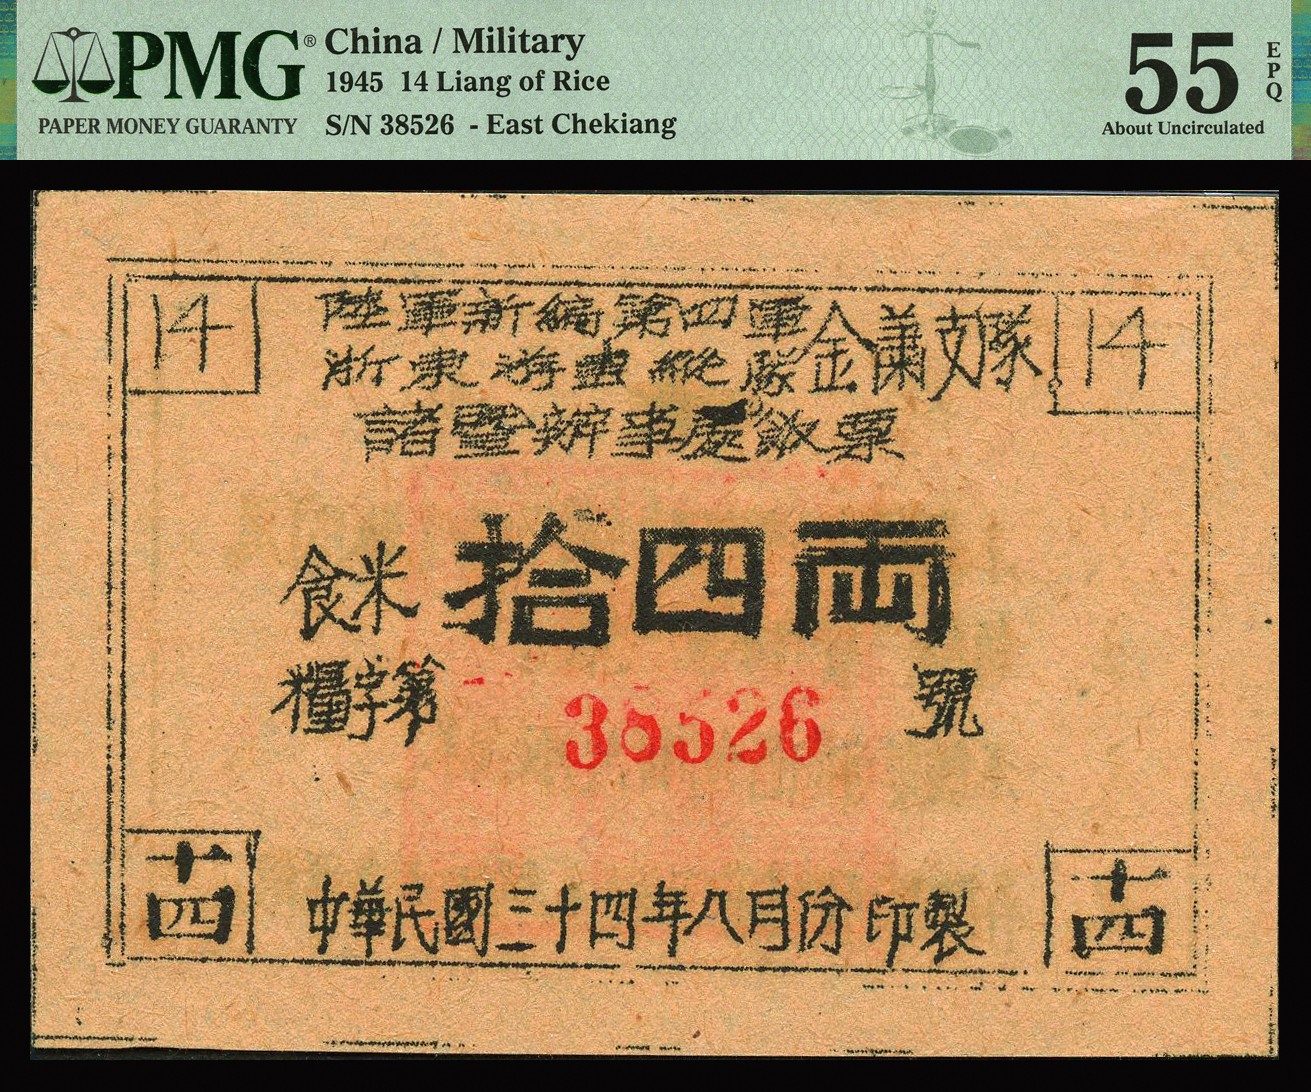 PMG® China / Military
PAPER MONEY GUARANTY
1945 14 Liang of Rice
S/N 38526 - East Chekiang
55 EPQ
About Uncirculated
14
14
陸軍新編第四軍
浙東游擊縱隊金蕭支隊
諸暨辦事處飯票
食米拾四両
糧字第 38526 號
十四
十四
中華民國三十四年八月份印製